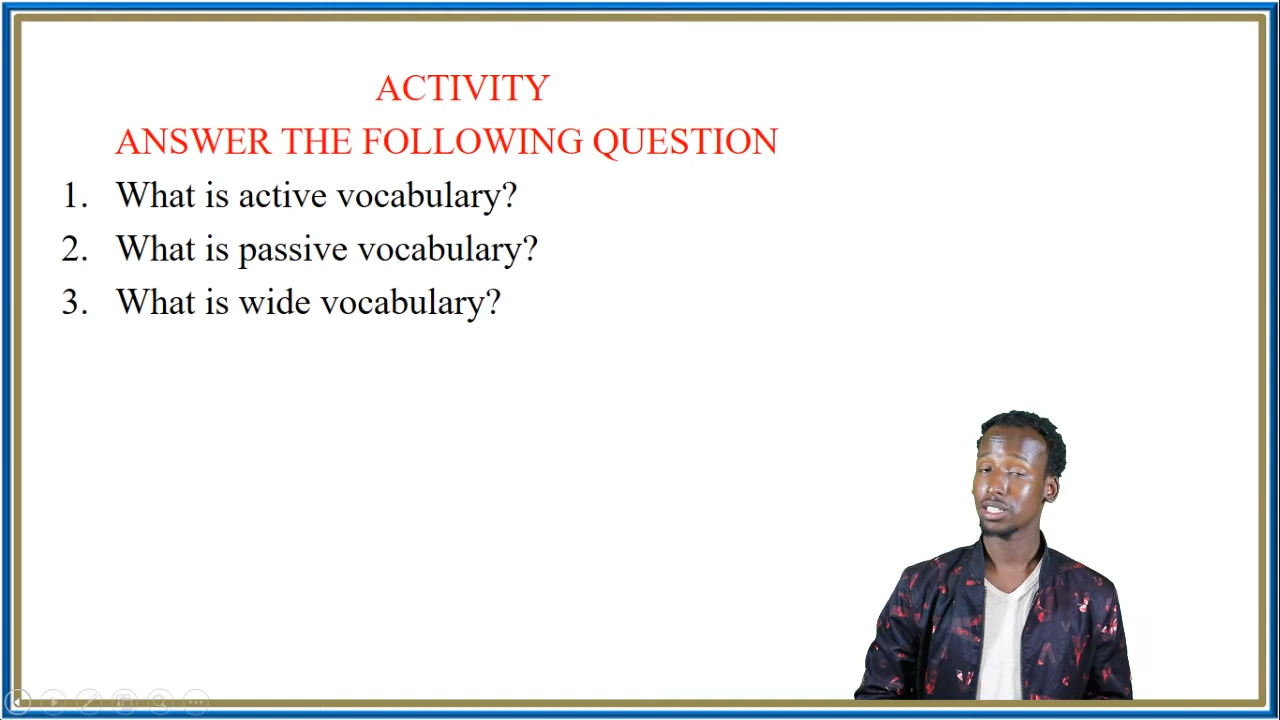 ACTIVITY
ANSWER THE FOLLOWING QUESTION
1. What is active vocabulary?
2. What is passive vocabulary?
3. What is wide vocabulary?